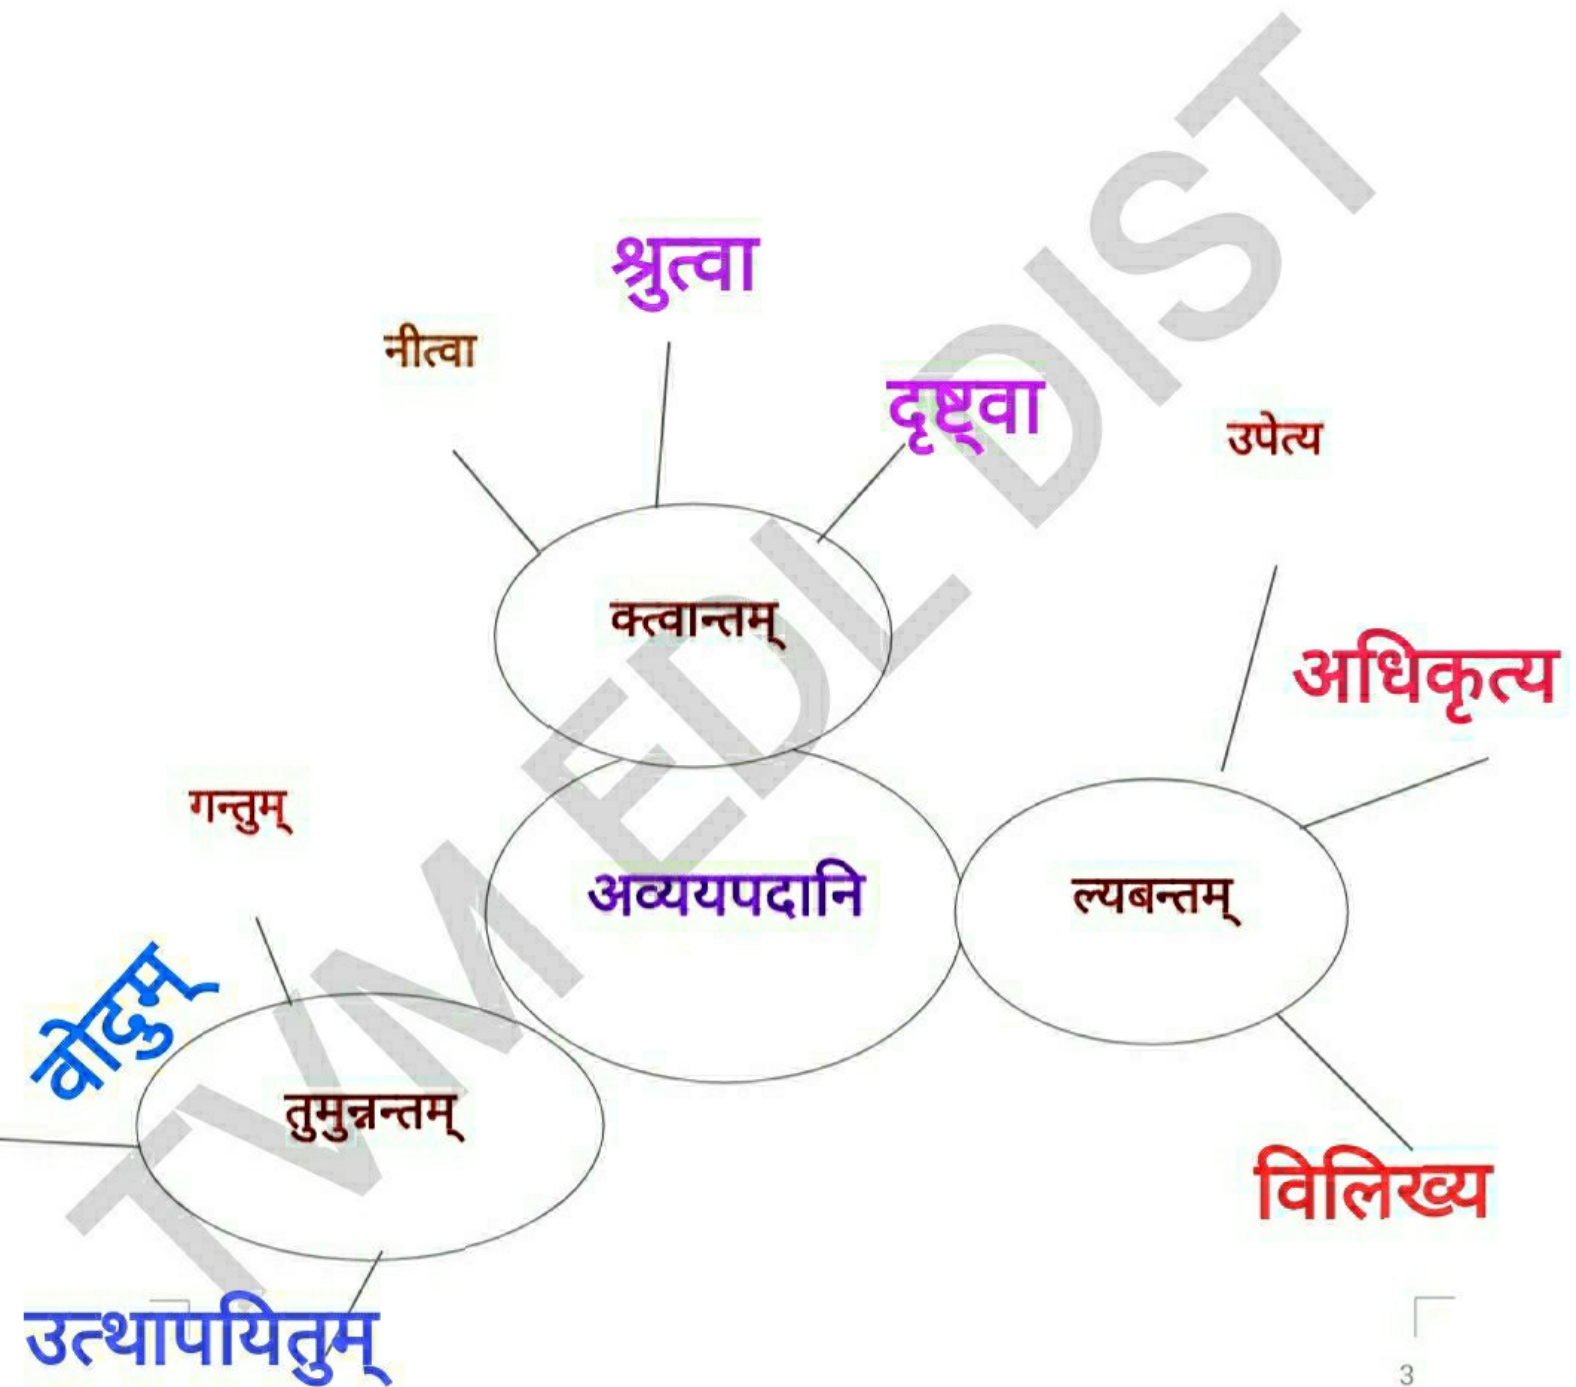 श्रुत्वा
नीत्वा
दृष्ट्वा
उपेत्य
क्त्वान्तम्
अधिकृत्य
गन्तुम्
अव्ययपदानि
ल्यबन्तम्
वोढुम्
तुमुन्नन्तम्
विलिख्य
उत्थापयितुम्
TVM EDL DIST
3